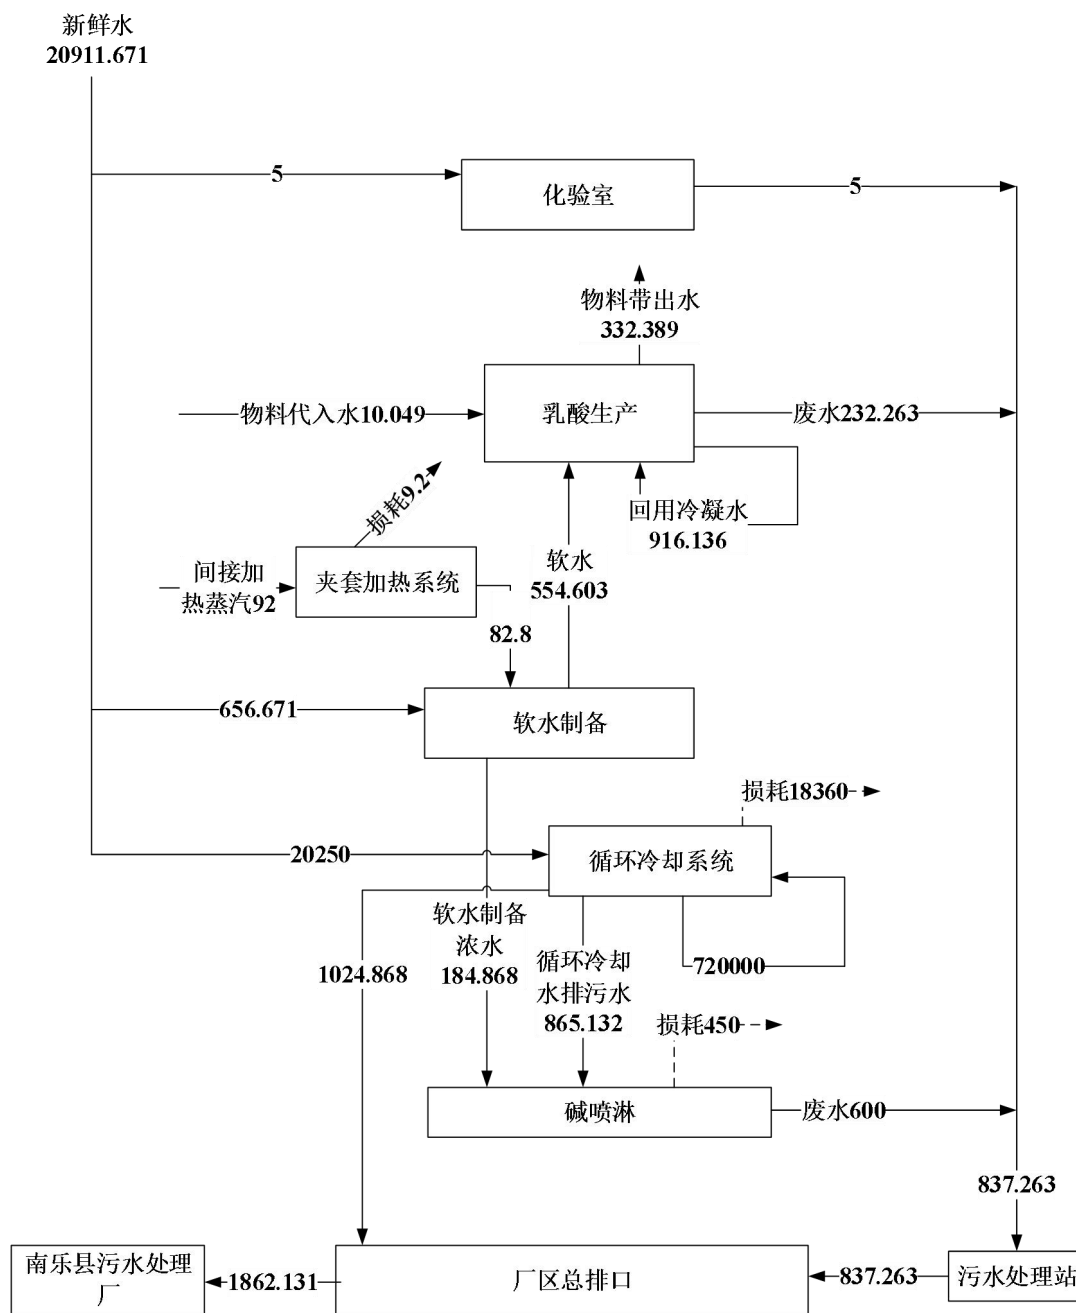 新鲜水
20911.671
5
化验室
5
物料带出水
332.389
物料代入水10.049
乳酸生产
废水232.263
损耗9.2
回用冷凝水
916.136
间接加
热蒸汽92
夹套加热系统
软水
554.603
82.8
656.671
软水制备
损耗18360
20250
循环冷却系统
软水制备
浓水
184.868
1024.868
循环冷却
水排污水
865.132
720000
损耗450
碱喷淋
废水600
837.263
南乐县污水处理
厂
1862.131
厂区总排口
837.263
污水处理站